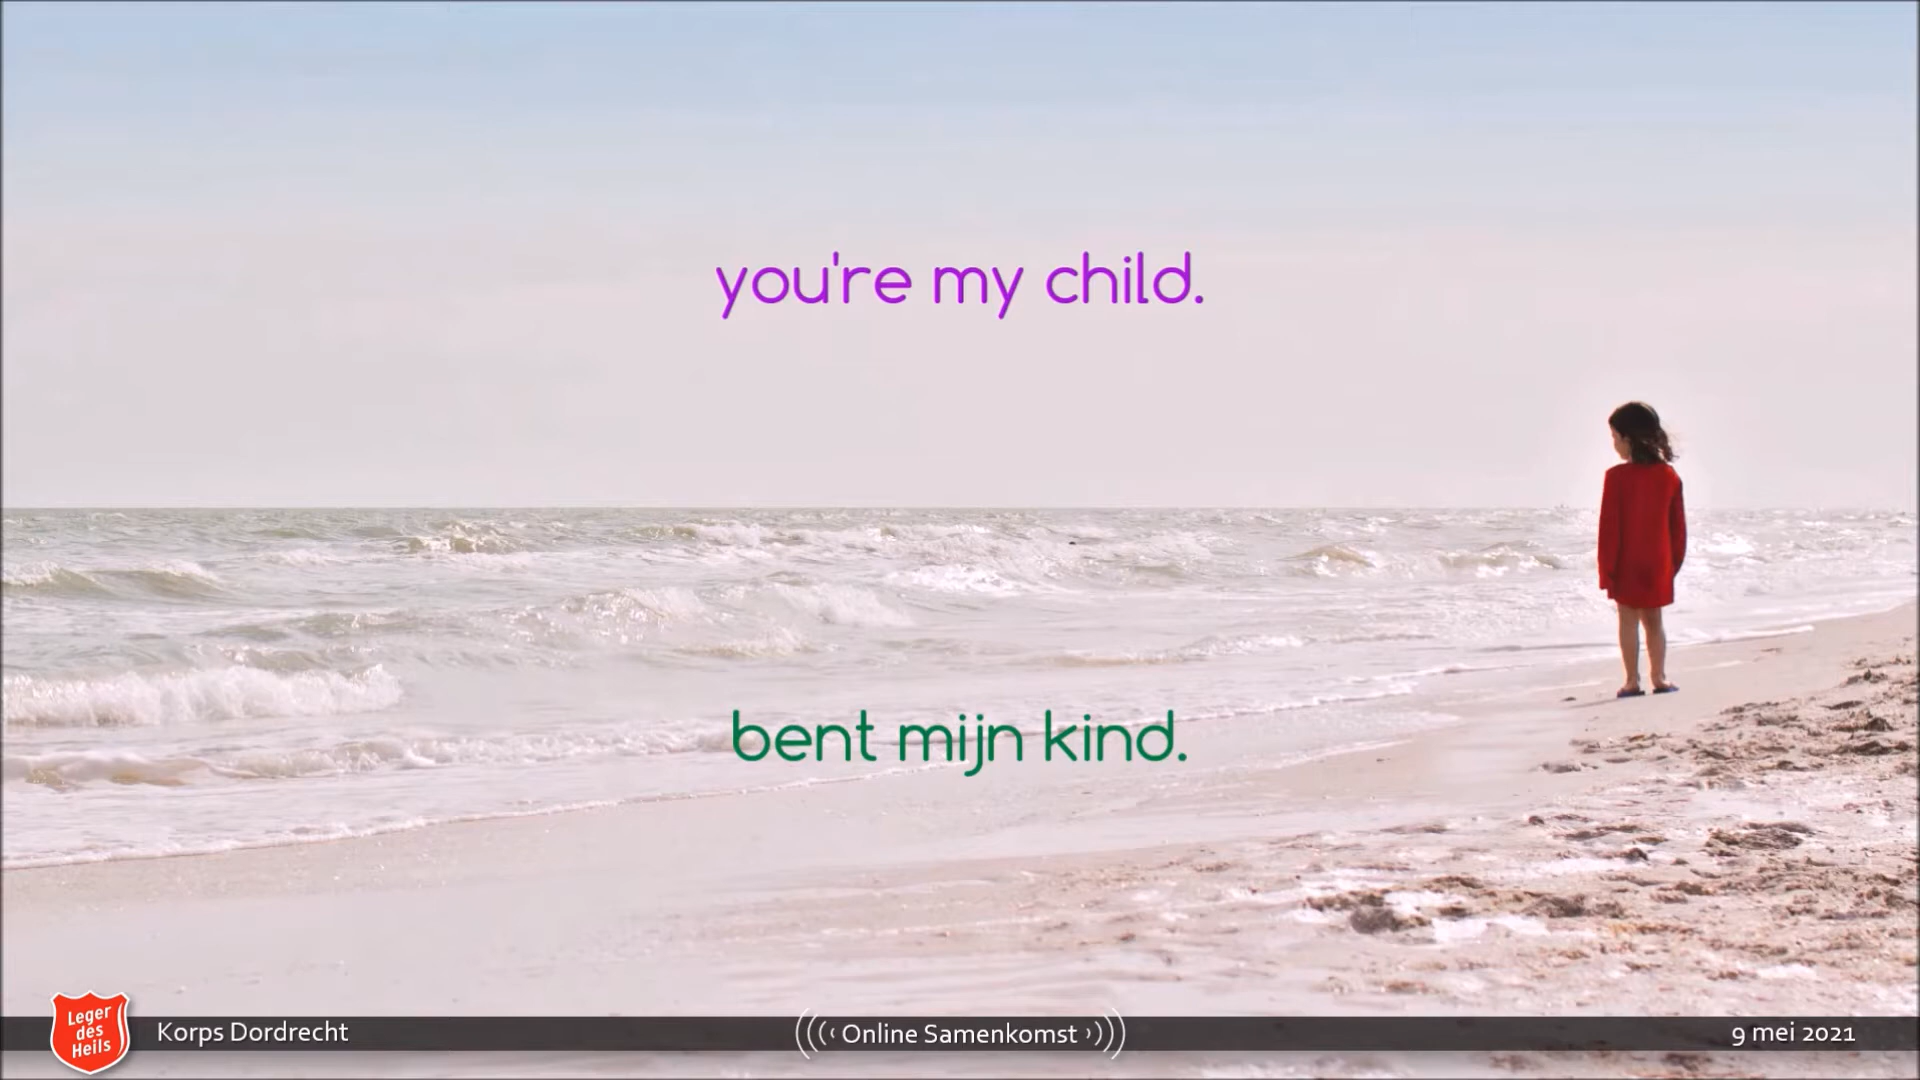 you're my child.
bent mijn kind.
Leger
des
Heils
Korps Dordrecht
Online Samenkomst
9 mei 2021